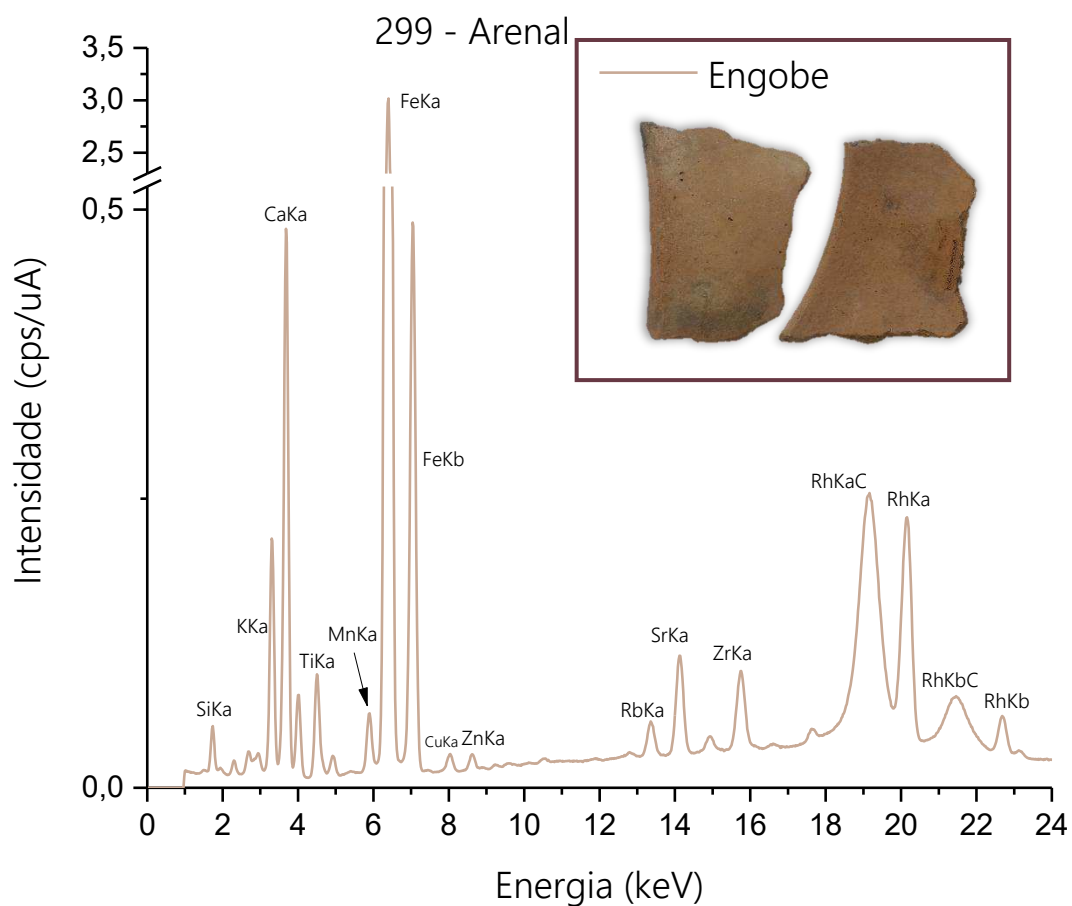 299 - Arenal
Engobe
Intensidade (cps/uA)
3,5
3,0
2,5
0,5
0,0
FeKa
CaKa
FeKb
KKa
MnKa
TiKa
SiKa
CuKa
ZnKa
RbKa
SrKa
ZrKa
RhKaC
RhKa
RhKbC
RhKb
0 2 4 6 8 10 12 14 16 18 20 22 24
Energia (keV)